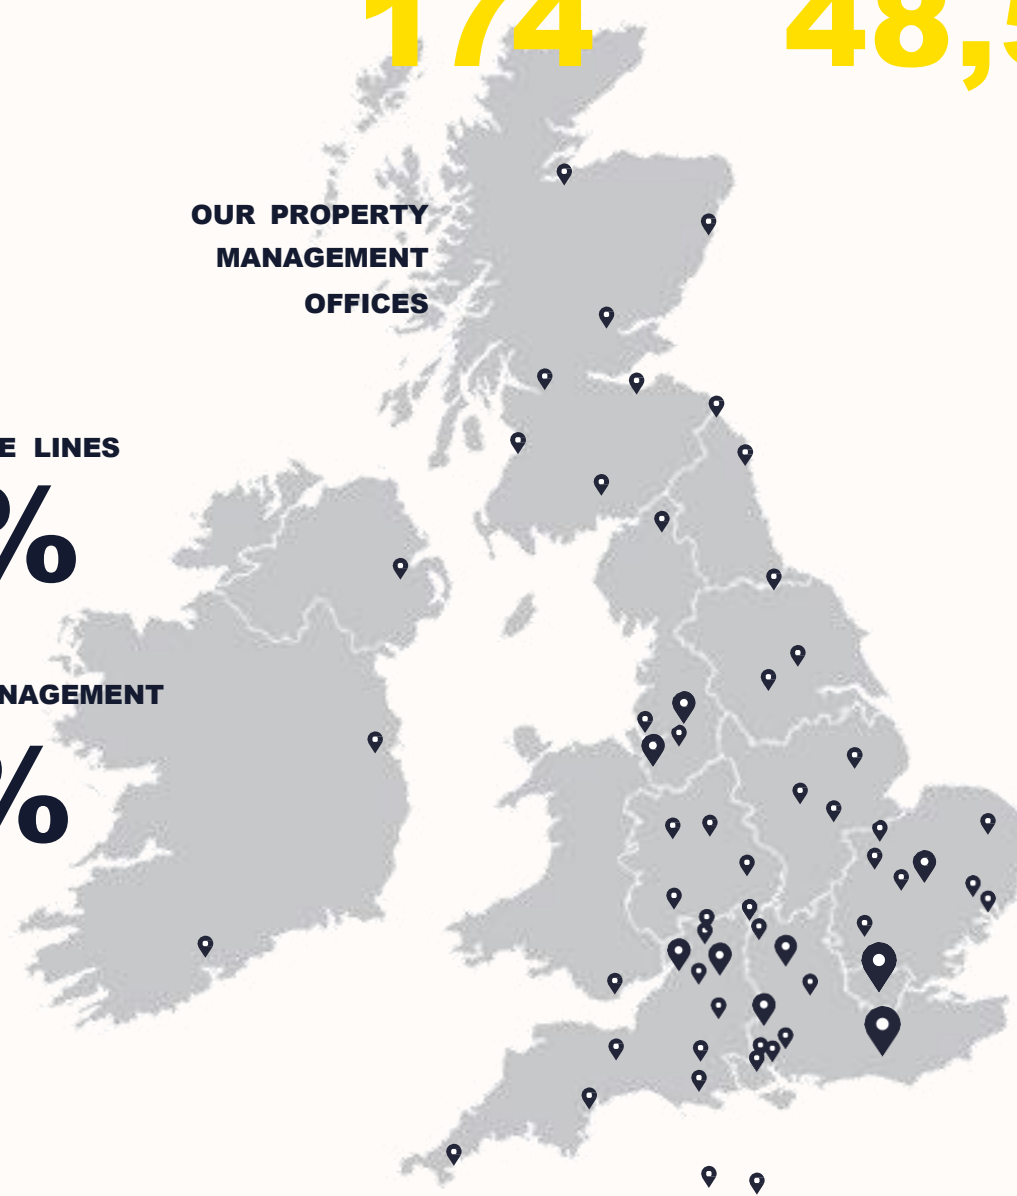 174 48,5
OUR PROPERTY
MANAGEMENT
OFFICES
E LINES
%
NAGEMENT
%